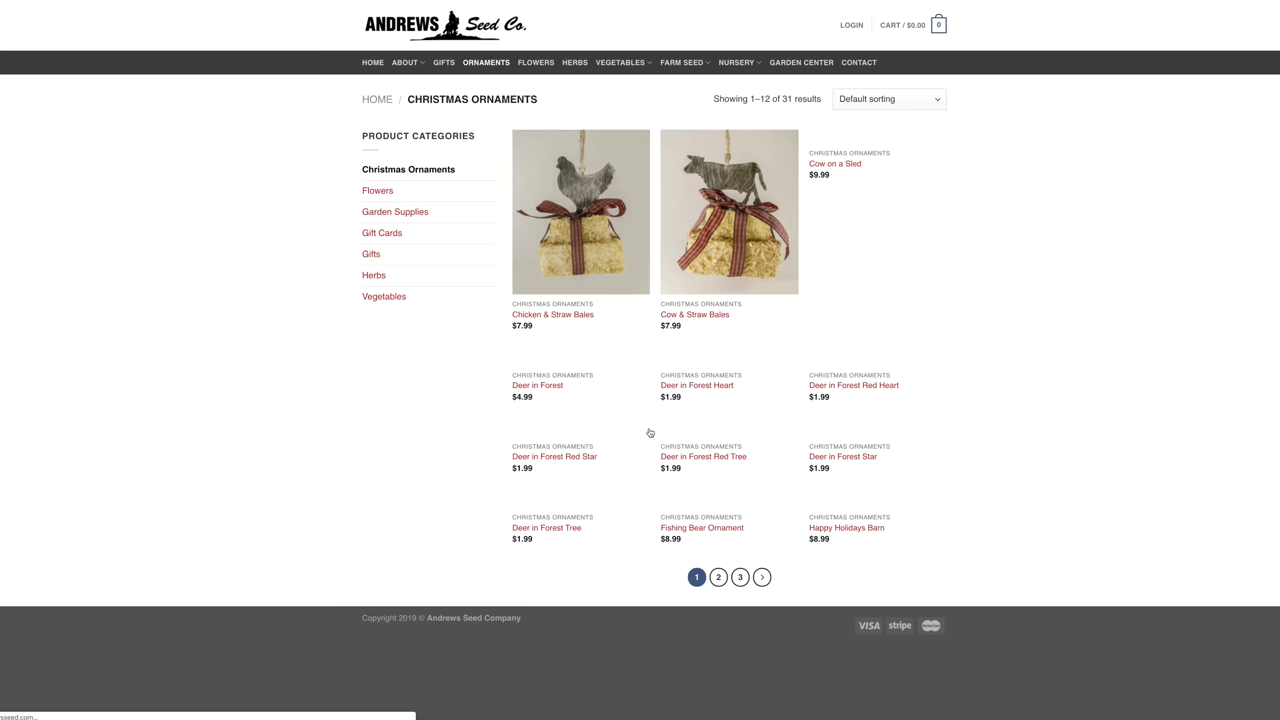 ANDREWS Seed Co.
LOGIN
CART / $0.00
0
HOME ABOUT GIFTS ORNAMENTS FLOWERS HERBS VEGETABLES FARM SEED NURSERY GARDEN CENTER CONTACT
HOME / CHRISTMAS ORNAMENTS
Showing 1–12 of 31 results
Default sorting
PRODUCT CATEGORIES
Christmas Ornaments
Flowers
Garden Supplies
Gift Cards
Gifts
Herbs
Vegetables
CHRISTMAS ORNAMENTS
Chicken & Straw Bales
$7.99
CHRISTMAS ORNAMENTS
Cow & Straw Bales
$7.99
CHRISTMAS ORNAMENTS
Cow on a Sled
$9.99
CHRISTMAS ORNAMENTS
Deer in Forest
$4.99
CHRISTMAS ORNAMENTS
Deer in Forest Heart
$1.99
CHRISTMAS ORNAMENTS
Deer in Forest Red Heart
$1.99
CHRISTMAS ORNAMENTS
Deer in Forest Red Star
$1.99
CHRISTMAS ORNAMENTS
Deer in Forest Red Tree
$1.99
CHRISTMAS ORNAMENTS
Deer in Forest Star
$1.99
CHRISTMAS ORNAMENTS
Deer in Forest Tree
$1.99
CHRISTMAS ORNAMENTS
Fishing Bear Ornament
$8.99
CHRISTMAS ORNAMENTS
Happy Holidays Barn
$8.99
1 2 3
Copyright 2019 © Andrews Seed Company
VISA stripe
sseed.com...